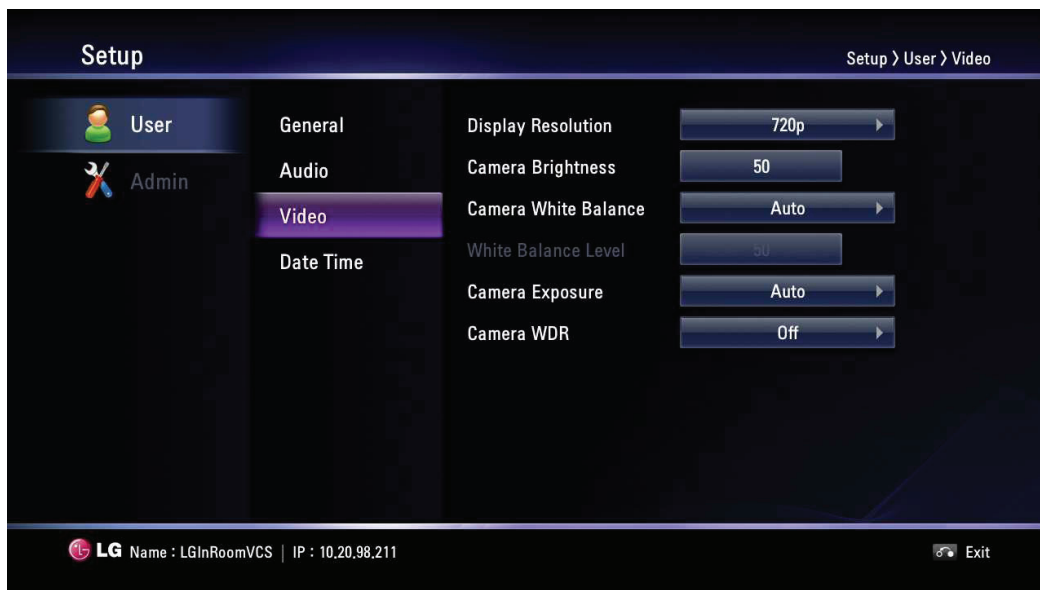 Setup
Setup > User > Video
User
Admin
General
Audio
Video
Date Time
Display Resolution 720p
Camera Brightness 50
Camera White Balance Auto
White Balance Level 50
Camera Exposure Auto
Camera WDR Off
LG Name : LGInRoomVCS | IP : 10.20.98.211
Exit